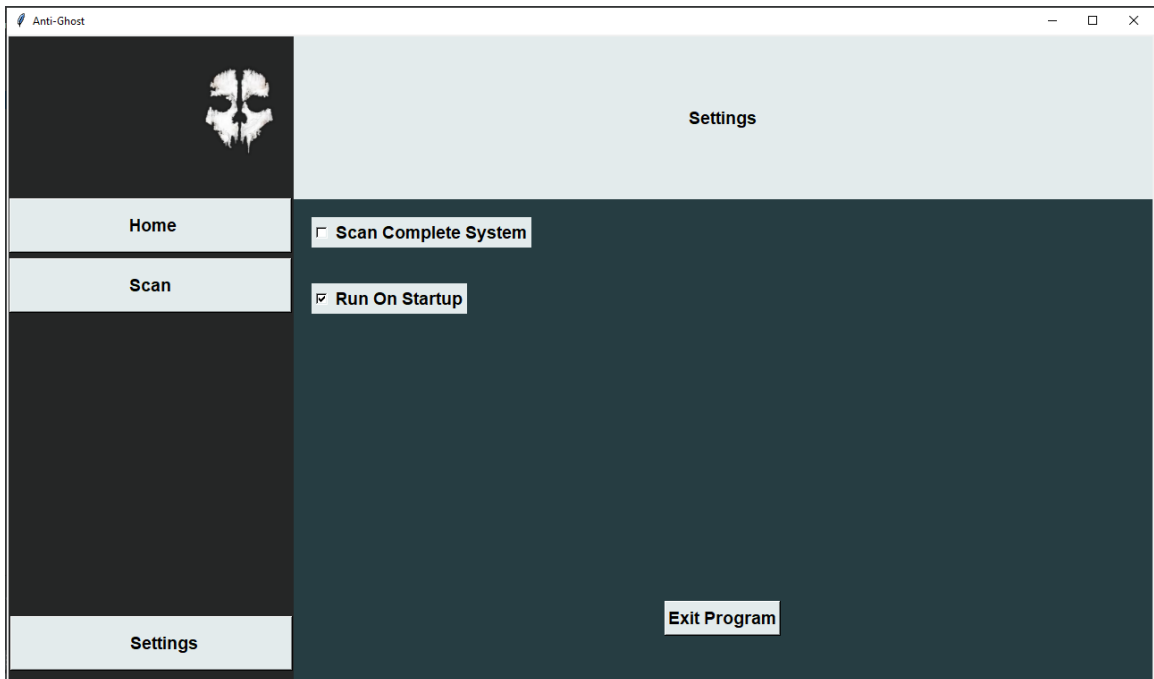 Anti-Ghost
Settings
Home
Scan
Scan Complete System
Run On Startup
Exit Program
Settings